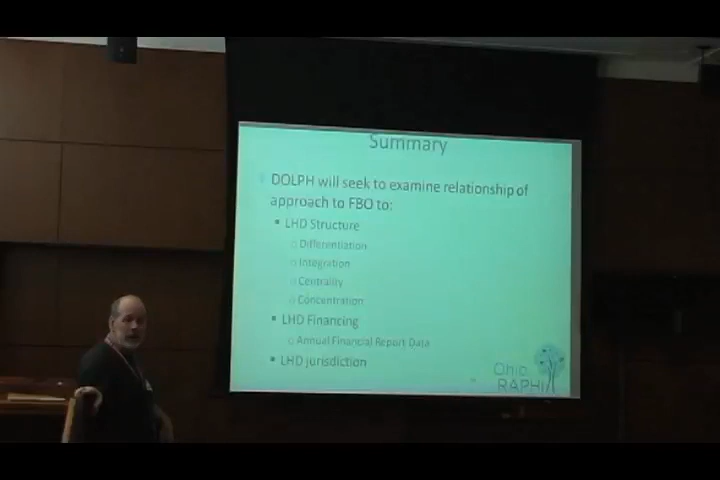 Summary
DOLPH will seek to examine relationship of
approach to FBO to:
LHD Structure
Differentiation
Integration
Centrality
Concentration
LHD Financing
Annual Financial Report Data
LHD jurisdiction
Ohio
RAPHI